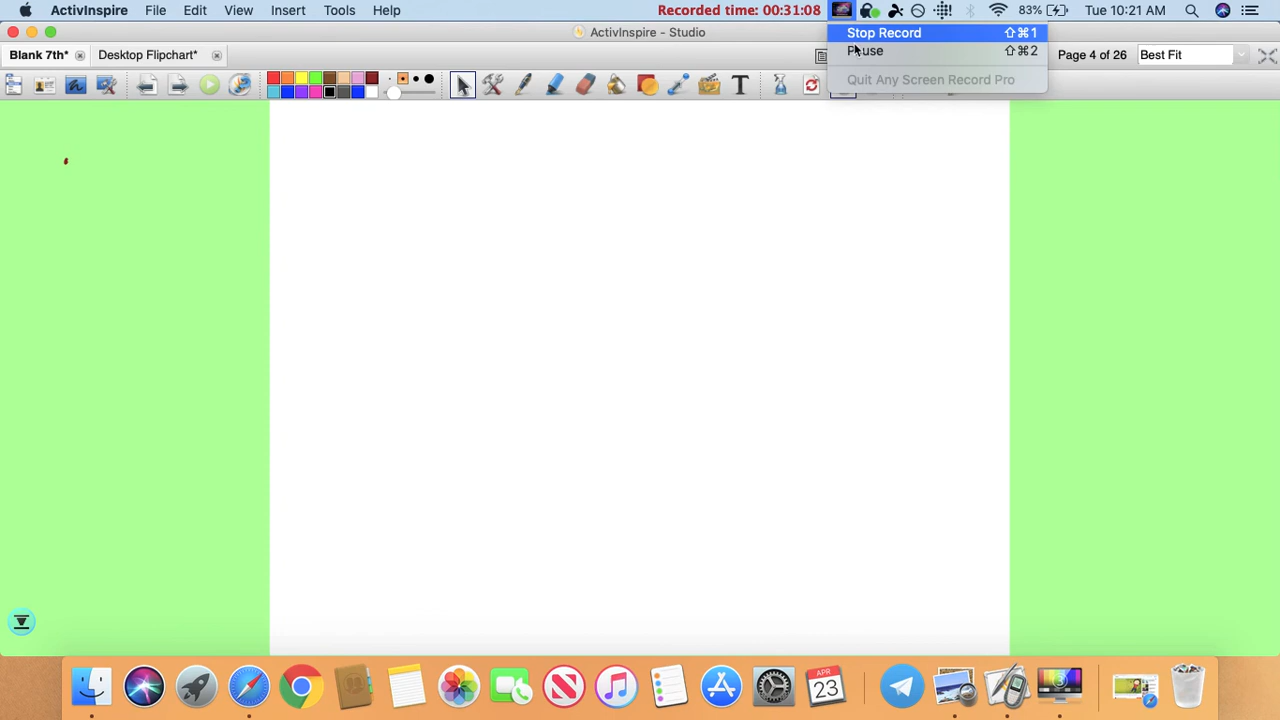 ActivInspire File Edit View Insert Tools Help Recorded time: 00:31:08 83% Tue 10:21 AM
ActivInspire - Studio
Stop Record ⇧⌘1
Pause ⇧⌘2
Quit Any Screen Record Pro
Blank 7th* Desktop Flipchart* Page 4 of 26 Best Fit
T
APR
23